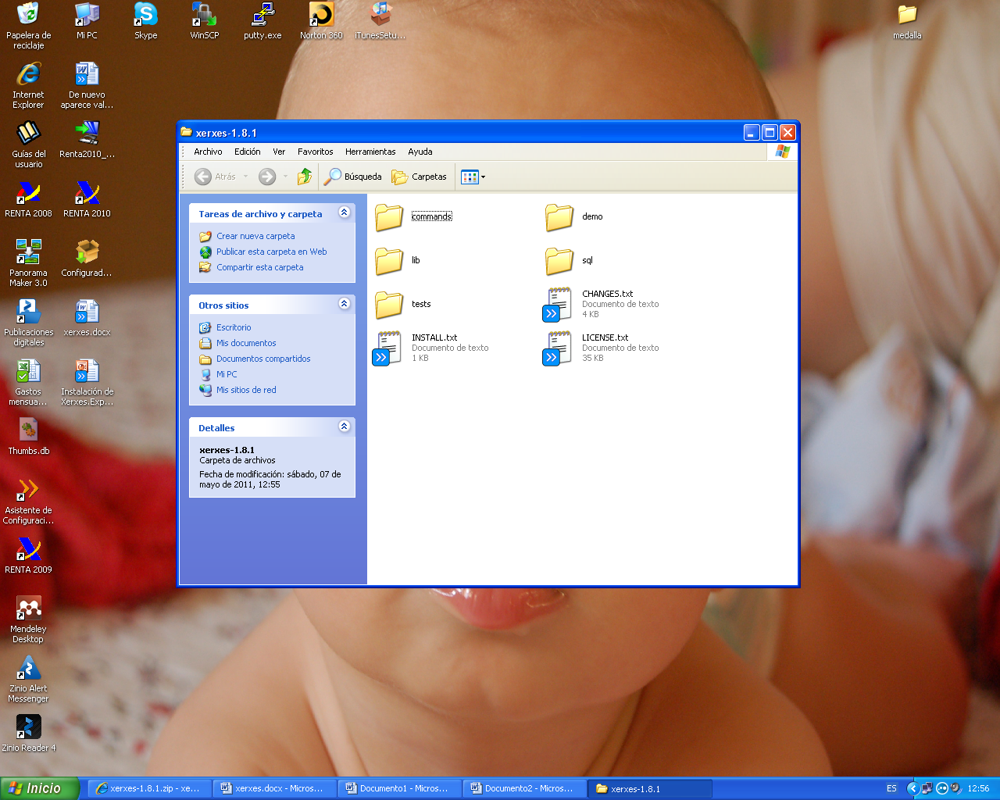 Papelera de
reciclaje
Mi PC
Skype
WinSCP
putty.exe
Norton 360
iTunesSetu...
medalla
Internet
Explorer
De nuevo
aparece val...
Guías del
usuario
Renta2010_...
RENTA 2008
RENTA 2010
Panorama
Maker 3.0
Configurad...
Publicaciones
digitales
xerxes.docx
Gastos
mensua...
Instalación de
Xerxes.Exp...
Thumbs.db
Asistente de
Configuraci...
RENTA 2009
Mendeley
Desktop
Zinio Alert
Messenger
Zinio Reader 4
xerxes-1.8.1
Archivo Edición Ver Favoritos Herramientas Ayuda
Atrás Búsqueda Carpetas
Tareas de archivo y carpeta
Crear nueva carpeta
Publicar esta carpeta en Web
Compartir esta carpeta
Otros sitios
Escritorio
Mis documentos
Documentos compartidos
Mi PC
Mis sitios de red
Detalles
xerxes-1.8.1
Carpeta de archivos
Fecha de modificación: sábado, 07 de
mayo de 2011, 12:55
commands
demo
lib
sql
tests
CHANGES.txt
Documento de texto
4 KB
INSTALL.txt
Documento de texto
1 KB
LICENSE.txt
Documento de texto
35 KB
Inicio
xerxes-1.8.1.zip - xe...
xerxes.docx - Micros...
Documento1 - Micros...
Documento2 - Micros...
xerxes-1.8.1
ES
12:56